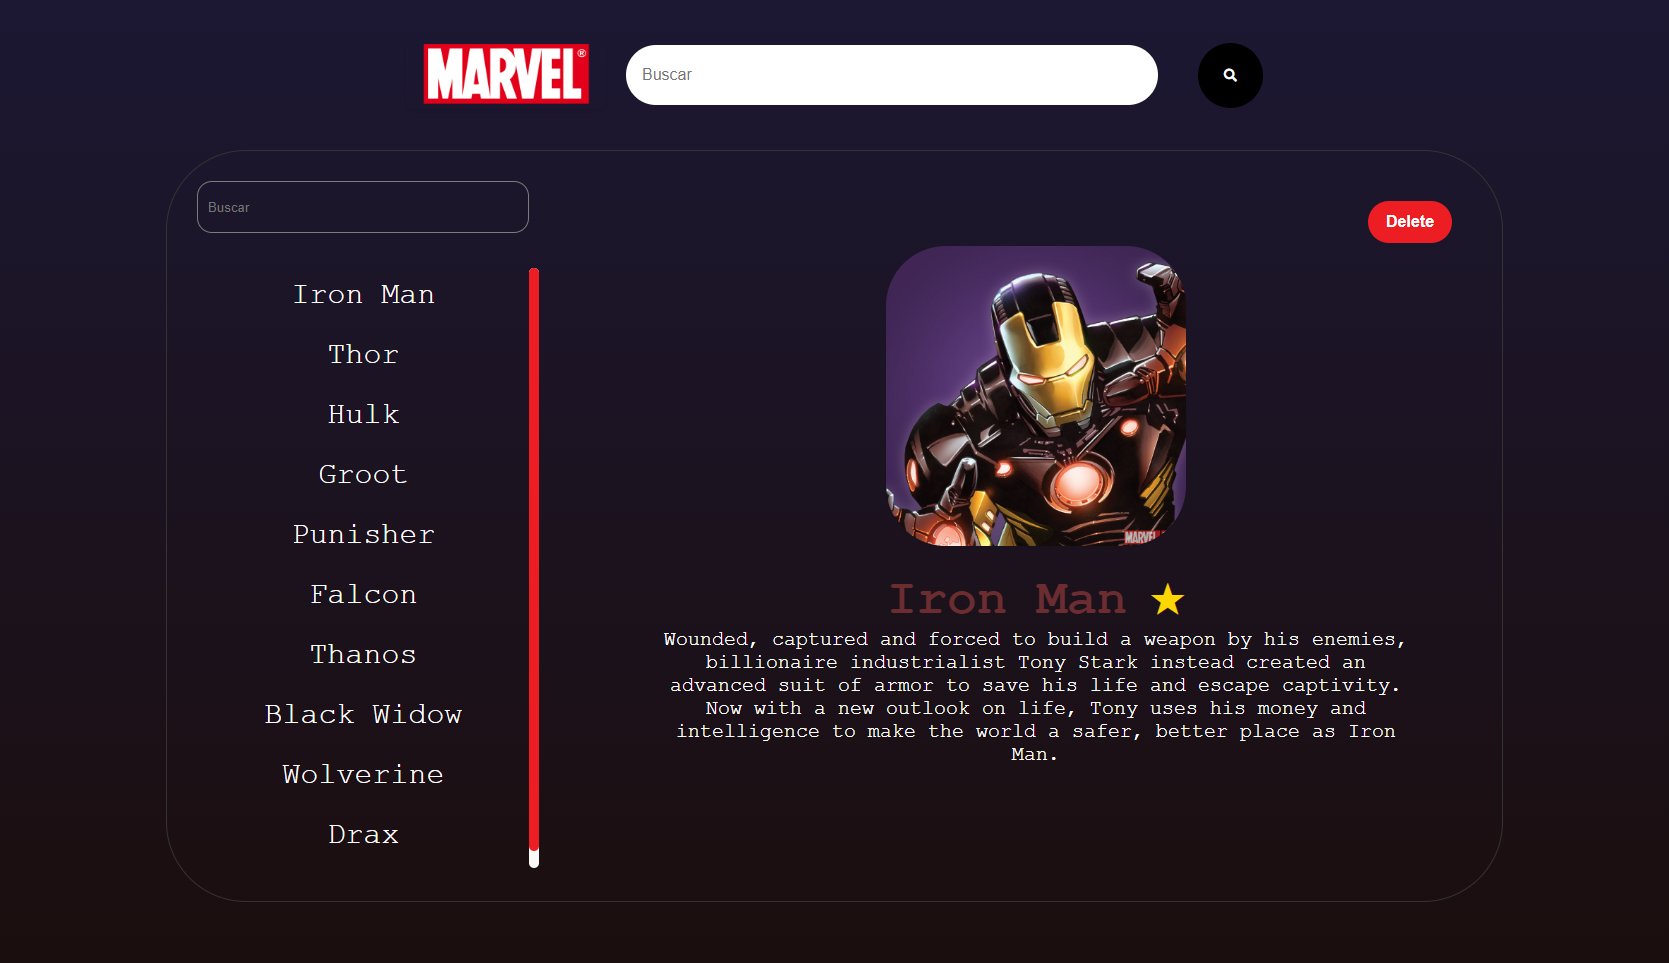 MARVEL®
Buscar
Buscar
Delete
Iron Man
Thor
Hulk
Groot
Punisher
Falcon
Thanos
Black Widow
Wolverine
Drax
MARVEL
Iron Man
Wounded, captured and forced to build a weapon by his enemies,
billionaire industrialist Tony Stark instead created an
advanced suit of armor to save his life and escape captivity.
Now with a new outlook on life, Tony uses his money and
intelligence to make the world a safer, better place as Iron
Man.